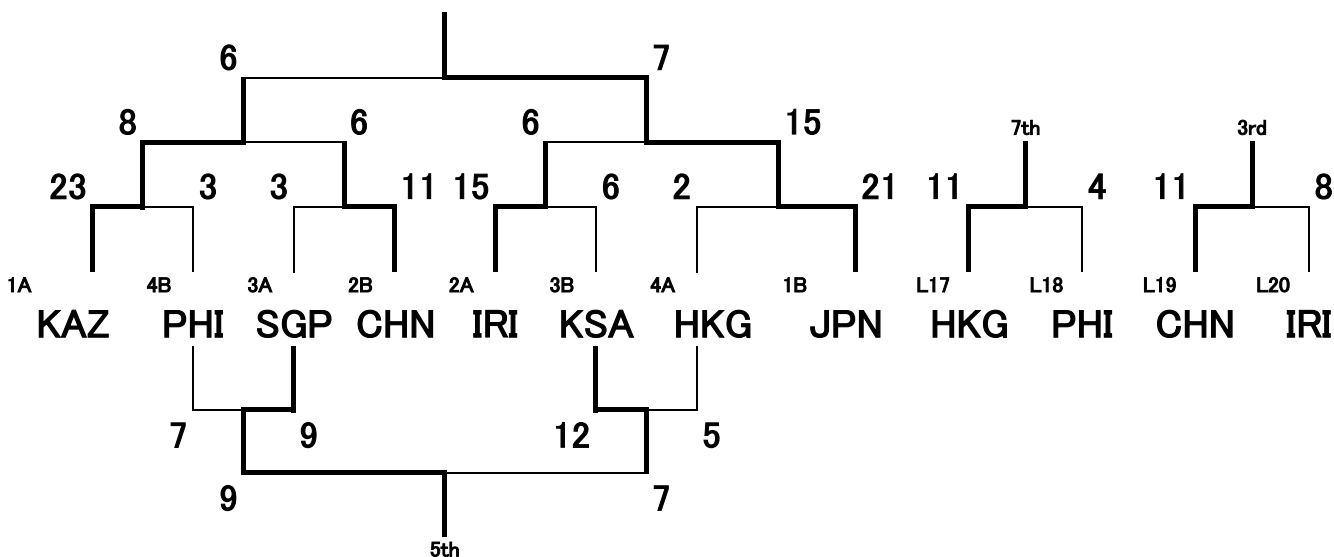 6 7
8 6 6 15 7th 3rd
23 3 3 11 15 6 2 21 11 4 11 8
1A 4B 3A 2B 2A 3B 4A 1B L17 L18 L19 L20
KAZ PHI SGP CHN IRI KSA HKG JPN HKG PHI CHN IRI
7 9 12 5
9 7
5th